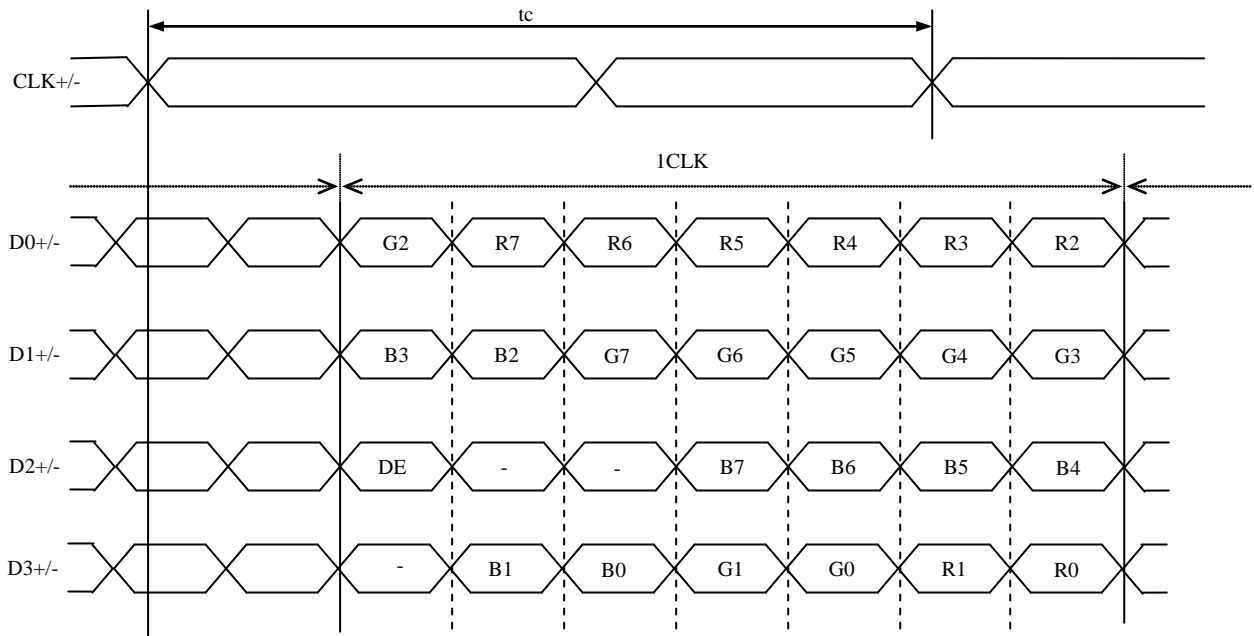 tc
CLK+/-
1CLK
D0+/- G2 R7 R6 R5 R4 R3 R2
D1+/- B3 B2 G7 G6 G5 G4 G3
D2+/- DE - - B7 B6 B5 B4
D3+/- - B1 B0 G1 G0 R1 R0